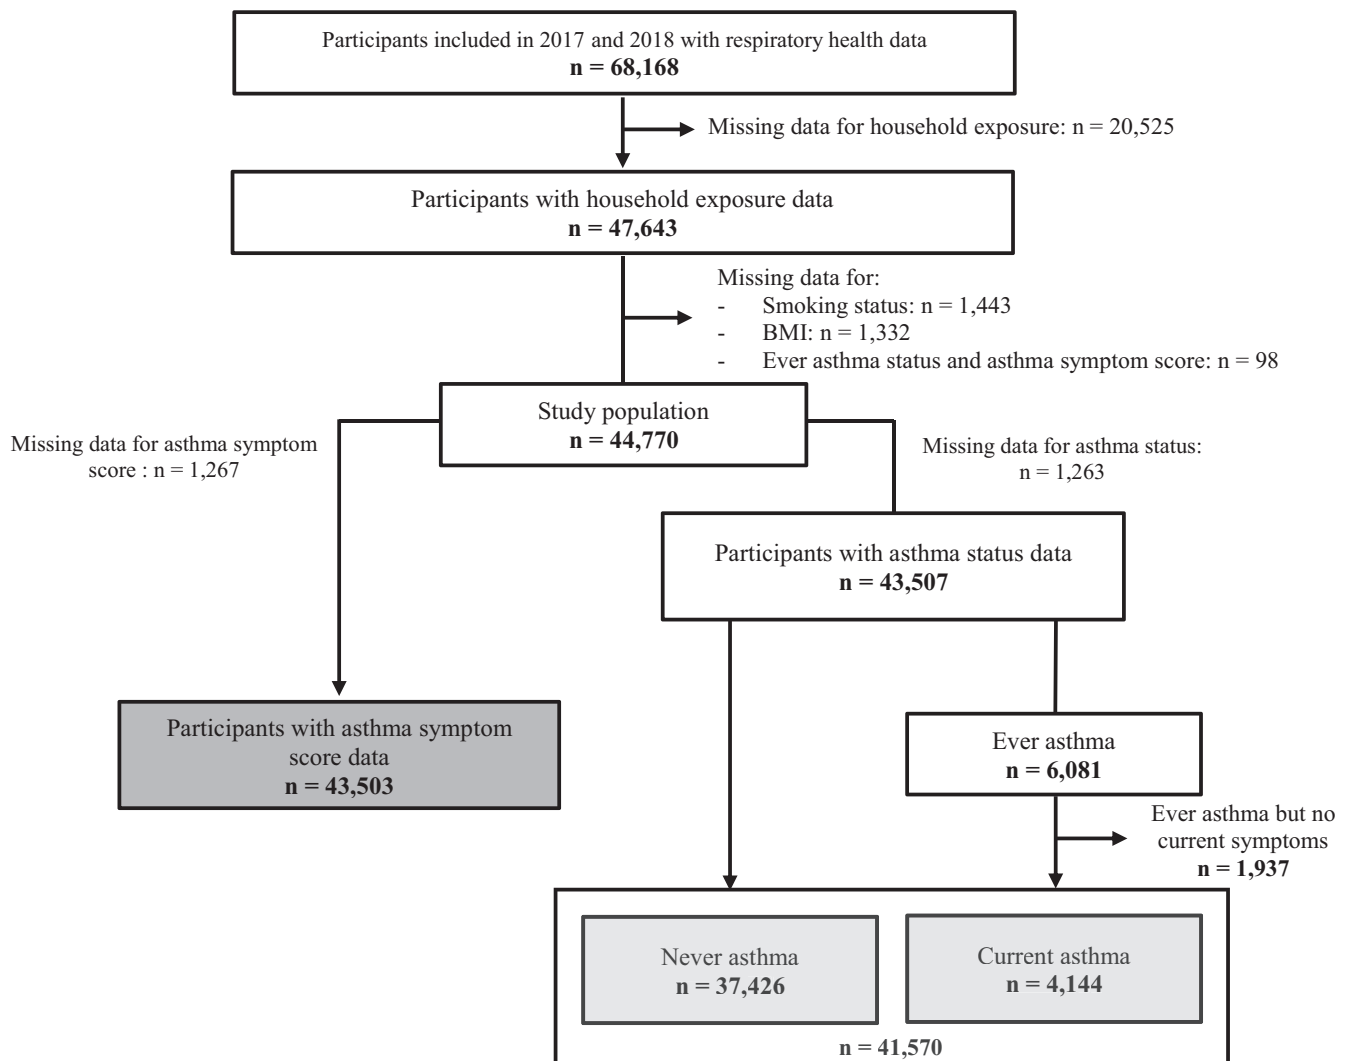 Participants included in 2017 and 2018 with respiratory health data
n = 68,168
Missing data for household exposure: n = 20,525
Participants with household exposure data
n = 47,643
Missing data for:
- Smoking status: n = 1,443
- BMI: n = 1,332
- Ever asthma status and asthma symptom score: n = 98
Study population
n = 44,770
Missing data for asthma symptom
score : n = 1,267
Missing data for asthma status:
n = 1,263
Participants with asthma status data
n = 43,507
Participants with asthma symptom
score data
n = 43,503
Ever asthma
n = 6,081
Ever asthma but no
current symptoms
n = 1,937
Never asthma
n = 37,426
Current asthma
n = 4,144
n = 41,570